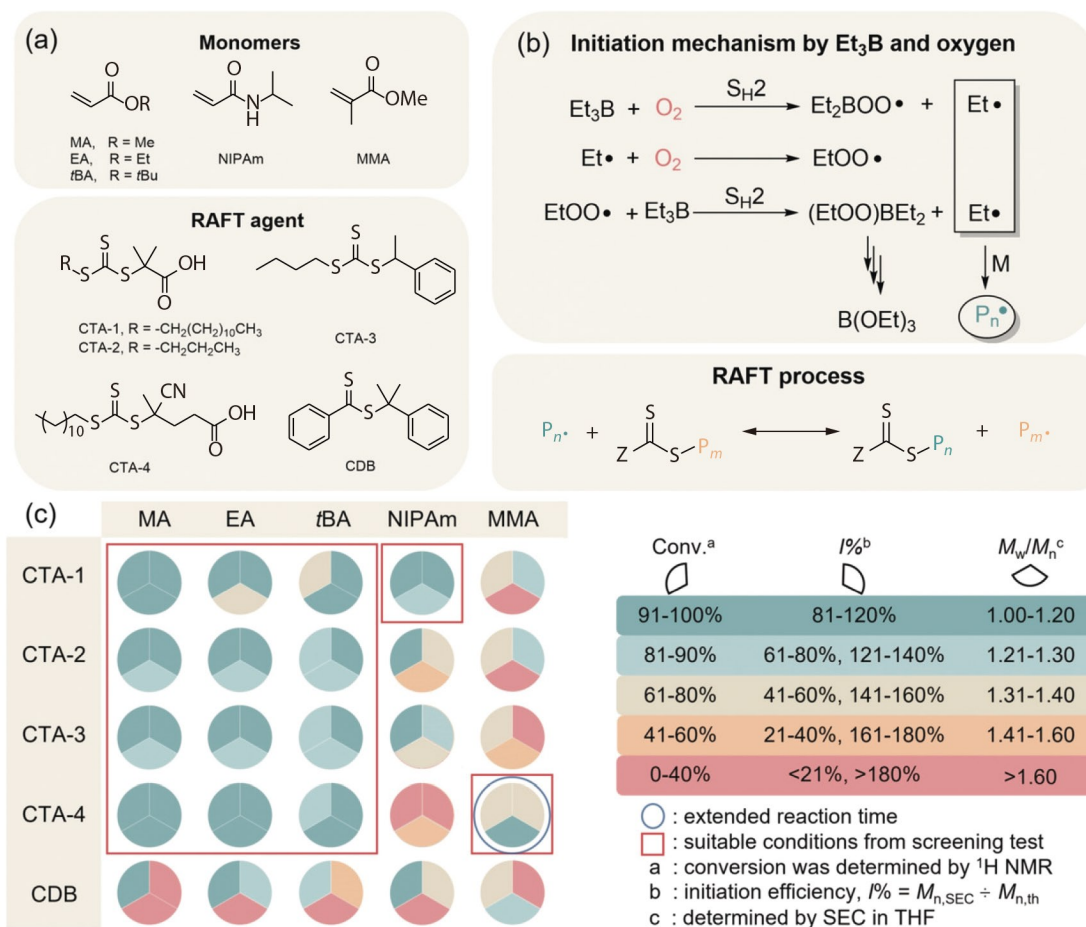 (a)
Monomers
O
OR
MA, R = Me
EA, R = Et
tBA, R = tBu
O
N
H
NIPAm
O
OMe
MMA
RAFT agent
S
R
S
S
OH
O
CTA-1, R = -CH2(CH2)10CH3
CTA-2, R = -CH2CH2CH3
S
S
S
CTA-3
S
CN
( )10
S
S
OH
O
CTA-4
S
S
CDB
(b) Initiation mechanism by Et3B and oxygen
Et3B + O2 SH2 Et2BOO• + Et•
Et• + O2 EtOO•
EtOO• + Et3B SH2 (EtOO)BEt2 + Et•
M
B(OEt)3 Pn•
RAFT process
Pn• + Z S S Pm Z S S Pn + Pm•
(c)
MA EA tBA NIPAm MMA
CTA-1
CTA-2
CTA-3
CTA-4
CDB
Conv.a I%b Mw/Mnc
91-100% 81-120% 1.00-1.20
81-90% 61-80%, 121-140% 1.21-1.30
61-80% 41-60%, 141-160% 1.31-1.40
41-60% 21-40%, 161-180% 1.41-1.60
0-40% <21%, >180% >1.60
: extended reaction time
: suitable conditions from screening test
a : conversion was determined by 1H NMR
b : initiation efficiency, I% = Mn,SEC ÷ Mn,th
c : determined by SEC in THF